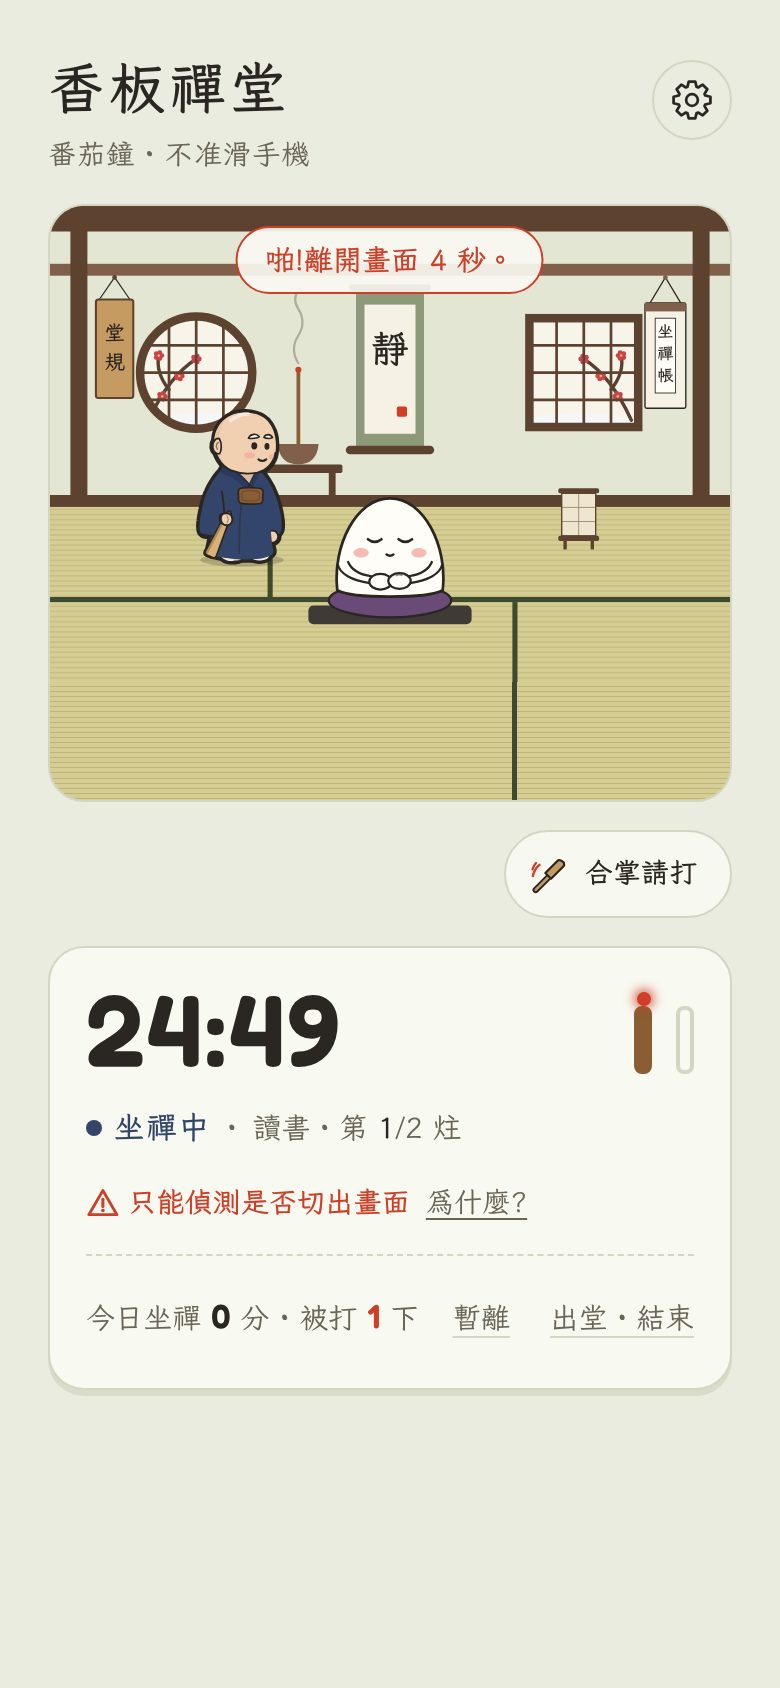 香板禪堂
番茄鐘・不准滑手機
啪!離開畫面 4 秒。
堂規
靜
坐禪帳
合掌請打
24:49
坐禪中・讀書・第 1/2 炷
只能偵測是否切出畫面 為什麼?
今日坐禪 0 分・被打 1 下 暫離 出堂・結束